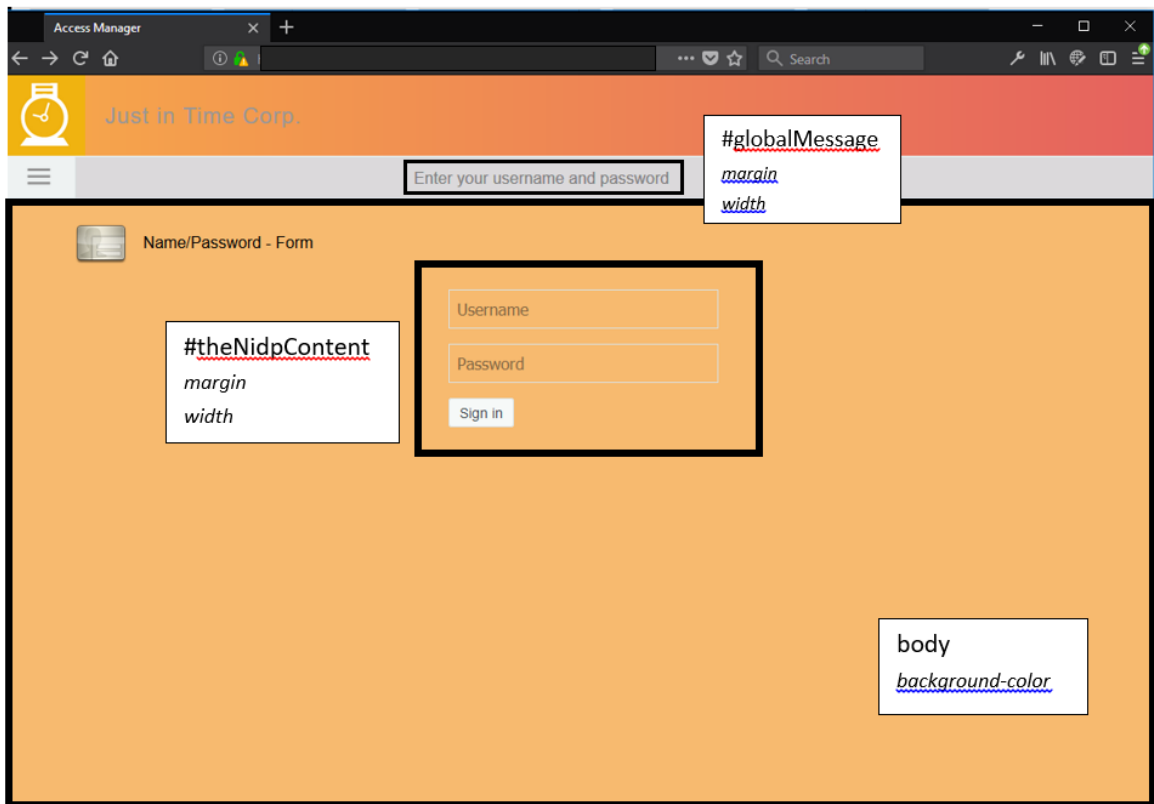 Access Manager
Search
Just in Time Corp.
Enter your username and password
#globalMessage
margin
width
Name/Password - Form
Username
Password
Sign in
#theNidpContent
margin
width
body
background-color